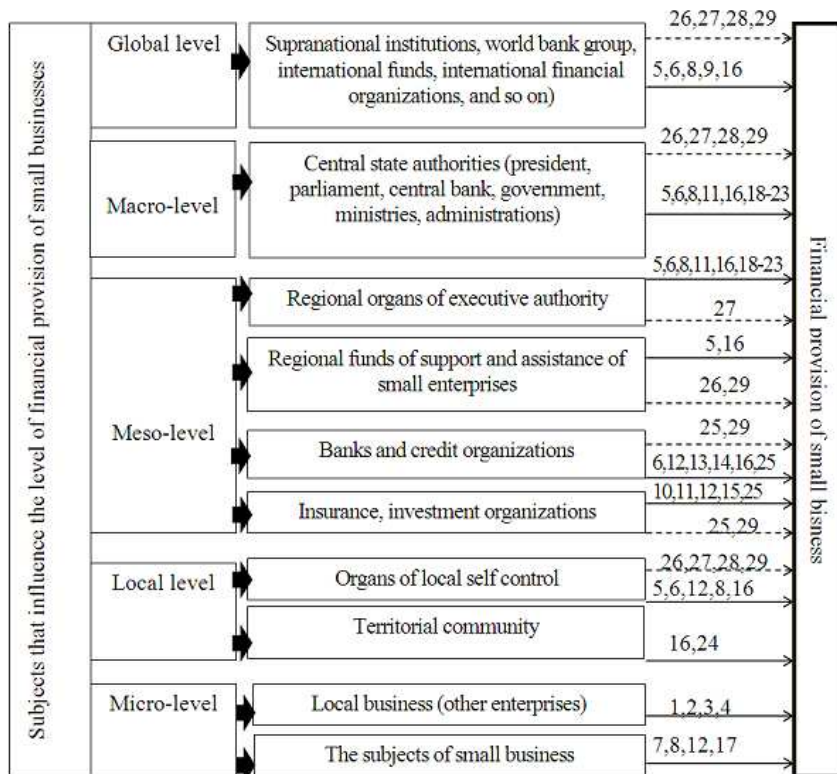 Subjects that influence the level of financial provision of small businesses
Global level
Supranational institutions, world bank group,
international funds, international financial
organizations, and so on)
26,27,28,29
5,6,8,9,16
Macro-level
Central state authorities (president,
parliament, central bank, government,
ministries, administrations)
26,27,28,29
5,6,8,11,16,18-23
Meso-level
Regional organs of executive authority
5,6,8,11,16,18-23
27
Regional funds of support and assistance of
small enterprises
5,16
26,29
Banks and credit organizations
25,29
6,12,13,14,16,25
Insurance, investment organizations
10,11,12,15,25
25,29
Local level
Organs of local self control
26,27,28,29
5,6,12,8,16
Territorial community
16,24
Micro-level
Local business (other enterprises)
1,2,3,4
The subjects of small business
7,8,12,17
Financial provision of small bisness